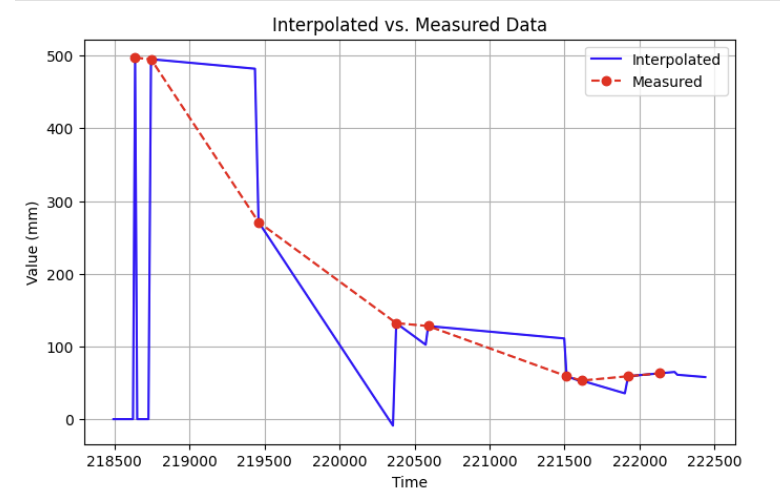 Interpolated vs. Measured Data
Interpolated
Measured
Value (mm)
500
400
300
200
100
0
218500 219000 219500 220000 220500 221000 221500 222000 222500
Time